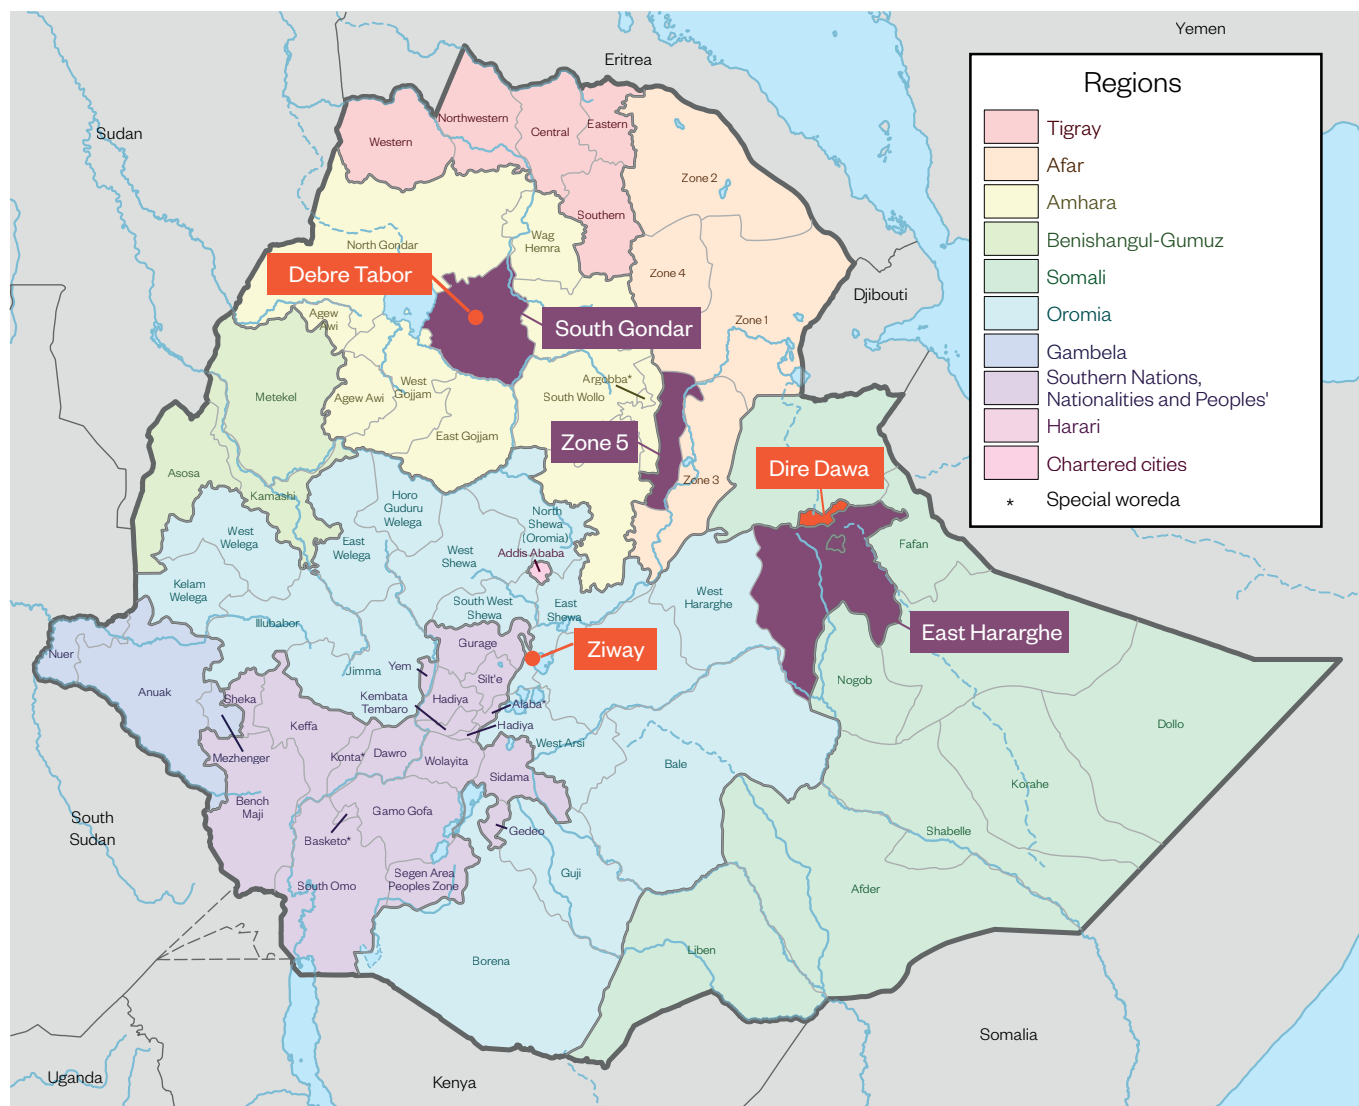 Yemen
Eritrea
Sudan
Regions
Tigray
Afar
Amhara
Benishangul-Gumuz
Somali
Oromia
Gambela
Southern Nations,
Nationalities and Peoples'
Harari
Chartered cities
* Special woreda
Northwestern
Western
Central
Eastern
Zone 2
Southern
Wag
Hemra
North Gondar
Debre Tabor
Zone 4
Djibouti
Agew
Awi
South Gondar
Zone 1
Argobba*
West
Gojjam
Agew Awi
South Wollo
Metekel
East Gojjam
Zone 5
Dire Dawa
Asosa
Zone 3
Kamashi
Horo
Guduru
Welega
North
Shewa
(Oromia)
West
Welega
East
Welega
West
Shewa
Addis Ababa
Fafan
Kelam
Welega
West
Hararghe
South West
Shewa
East
Shewa
Illubabor
East Hararghe
Gurage
Ziway
Nuer
Yem
Jimma
Silt'e
Nogob
Anuak
Sheka
Kembata
Tembaro
Hadiya
Alaba*
Keffa
Hadiya
Dollo
West Arsi
Mezhenger
Konta*
Dawro
Wolayita
Bale
Sidama
Korahe
Bench
Maji
Gamo Gofa
South
Sudan
Basketo*
Gedeo
Shabelle
South Omo
Segen Area
Peoples Zone
Guji
Afder
Liben
Borena
Somalia
Uganda
Kenya